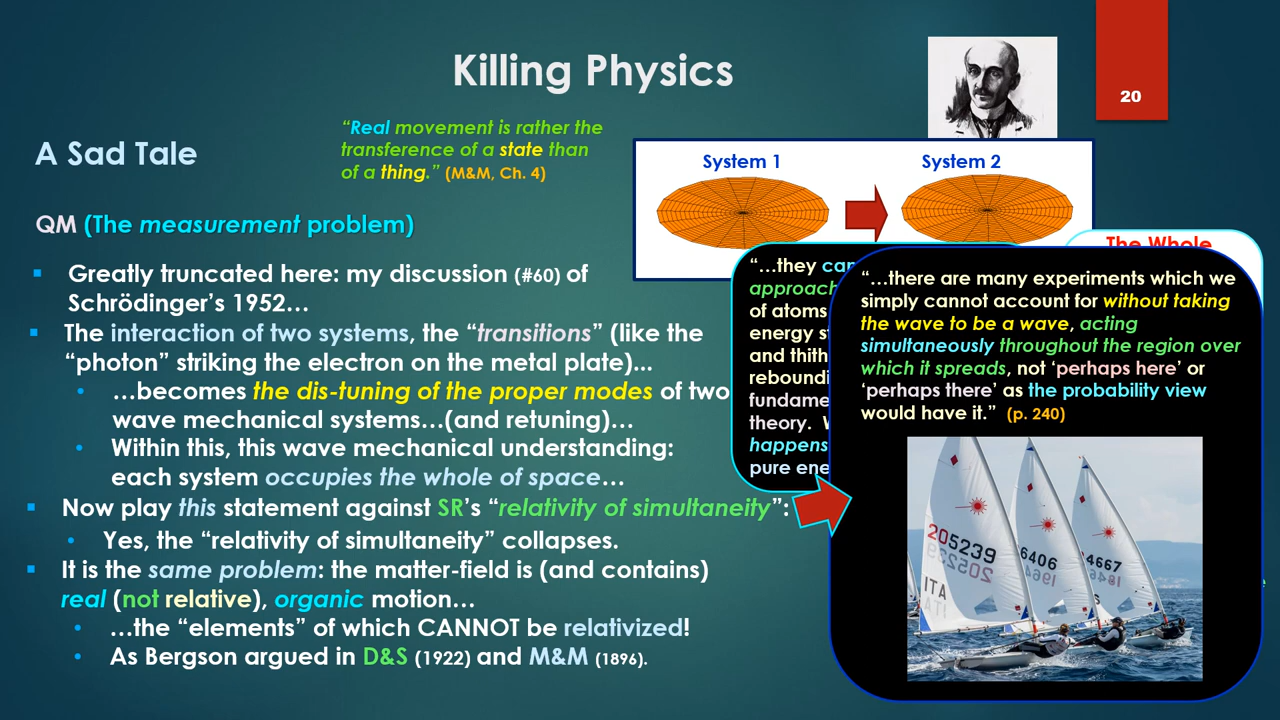 Killing Physics
20
A Sad Tale
“Real movement is rather the
transference of a state than
of a thing.” (M&M, Ch. 4)
System 1
System 2
QM (The measurement problem)
The Whole
▪ Greatly truncated here: my discussion (#60) of
Schrödinger’s 1952…
▪ The interaction of two systems, the “transitions” (like the
“photon” striking the electron on the metal plate)...
• …becomes the dis-tuning of the proper modes of two
wave mechanical systems…(and retuning)…
• Within this, this wave mechanical understanding:
each system occupies the whole of space…
▪ Now play this statement against SR’s “relativity of simultaneity”:
• Yes, the “relativity of simultaneity” collapses.
▪ It is the same problem: the matter-field is (and contains)
real (not relative), organic motion…
• …the “elements” of which CANNOT be relativized!
• As Bergson argued in D&S (1922) and M&M (1896).
“…they
approach
of atoms
energy
and
theory.
happens
pure
“…there are many experiments which we
simply cannot account for without taking
the wave to be a wave, acting
simultaneously throughout the region over
which it spreads, not ‘perhaps here’ or
‘perhaps there’ as the probability view
would have it.” (p. 240)
205239
6406
4667
ITA